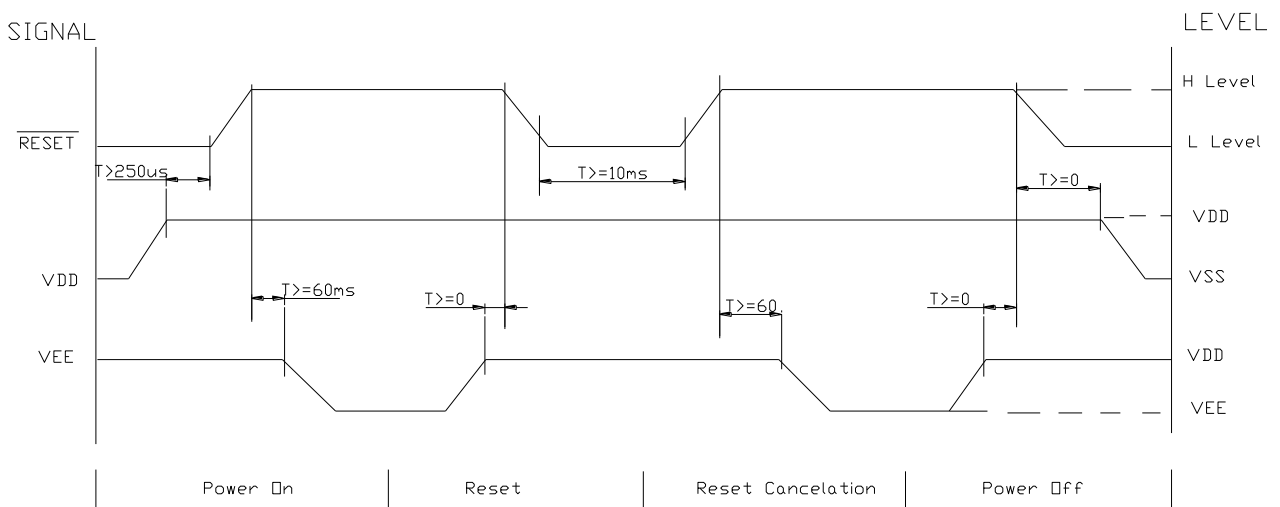 SIGNAL
LEVEL
H Level
RESET
L Level
T>250us
T>=10ms
T>=0
VDD
VDD
VSS
T>=60ms
T>=0
T>=60
T>=0
VEE
VDD
VEE
Power On
Reset
Reset Cancelation
Power Off